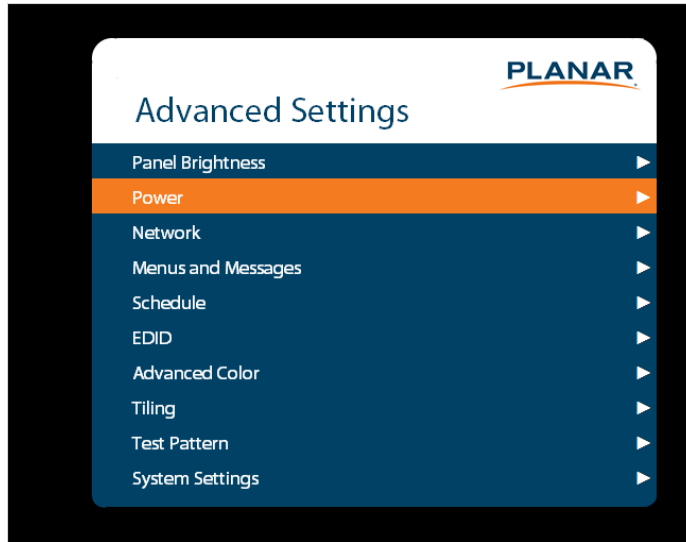 PLANAR
Advanced Settings
Panel Brightness
Power
Network
Menus and Messages
Schedule
EDID
Advanced Color
Tiling
Test Pattern
System Settings